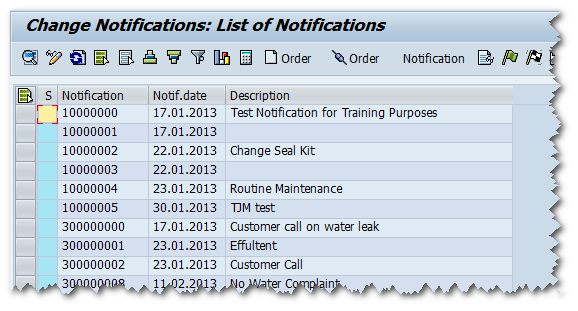 Change Notifications: List of Notifications
Order Order Notification
S Notification Notif.date Description
10000000 17.01.2013 Test Notification for Training Purposes
10000001 17.01.2013
10000002 22.01.2013 Change Seal Kit
10000003 22.01.2013
10000004 23.01.2013 Routine Maintenance
10000005 30.01.2013 TJM test
300000000 17.01.2013 Customer call on water leak
300000001 23.01.2013 Effultent
300000002 23.01.2013 Customer Call
300000008 11.02.2013 No Water Complaint